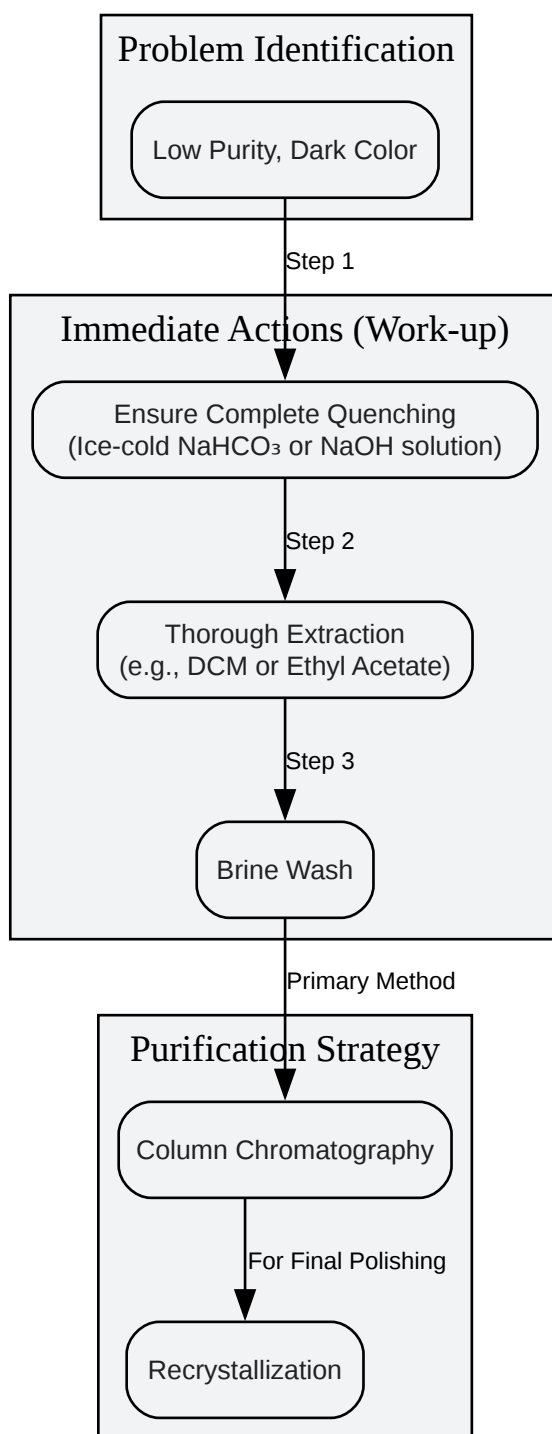 Problem Identification
Low Purity, Dark Color
Step 1
Immediate Actions (Work-up)
Ensure Complete Quenching
(Ice-cold NaHCO₃ or NaOH solution)
Step 2
Thorough Extraction
(e.g., DCM or Ethyl Acetate)
Step 3
Brine Wash
Primary Method
Purification Strategy
Column Chromatography
For Final Polishing
Recrystallization